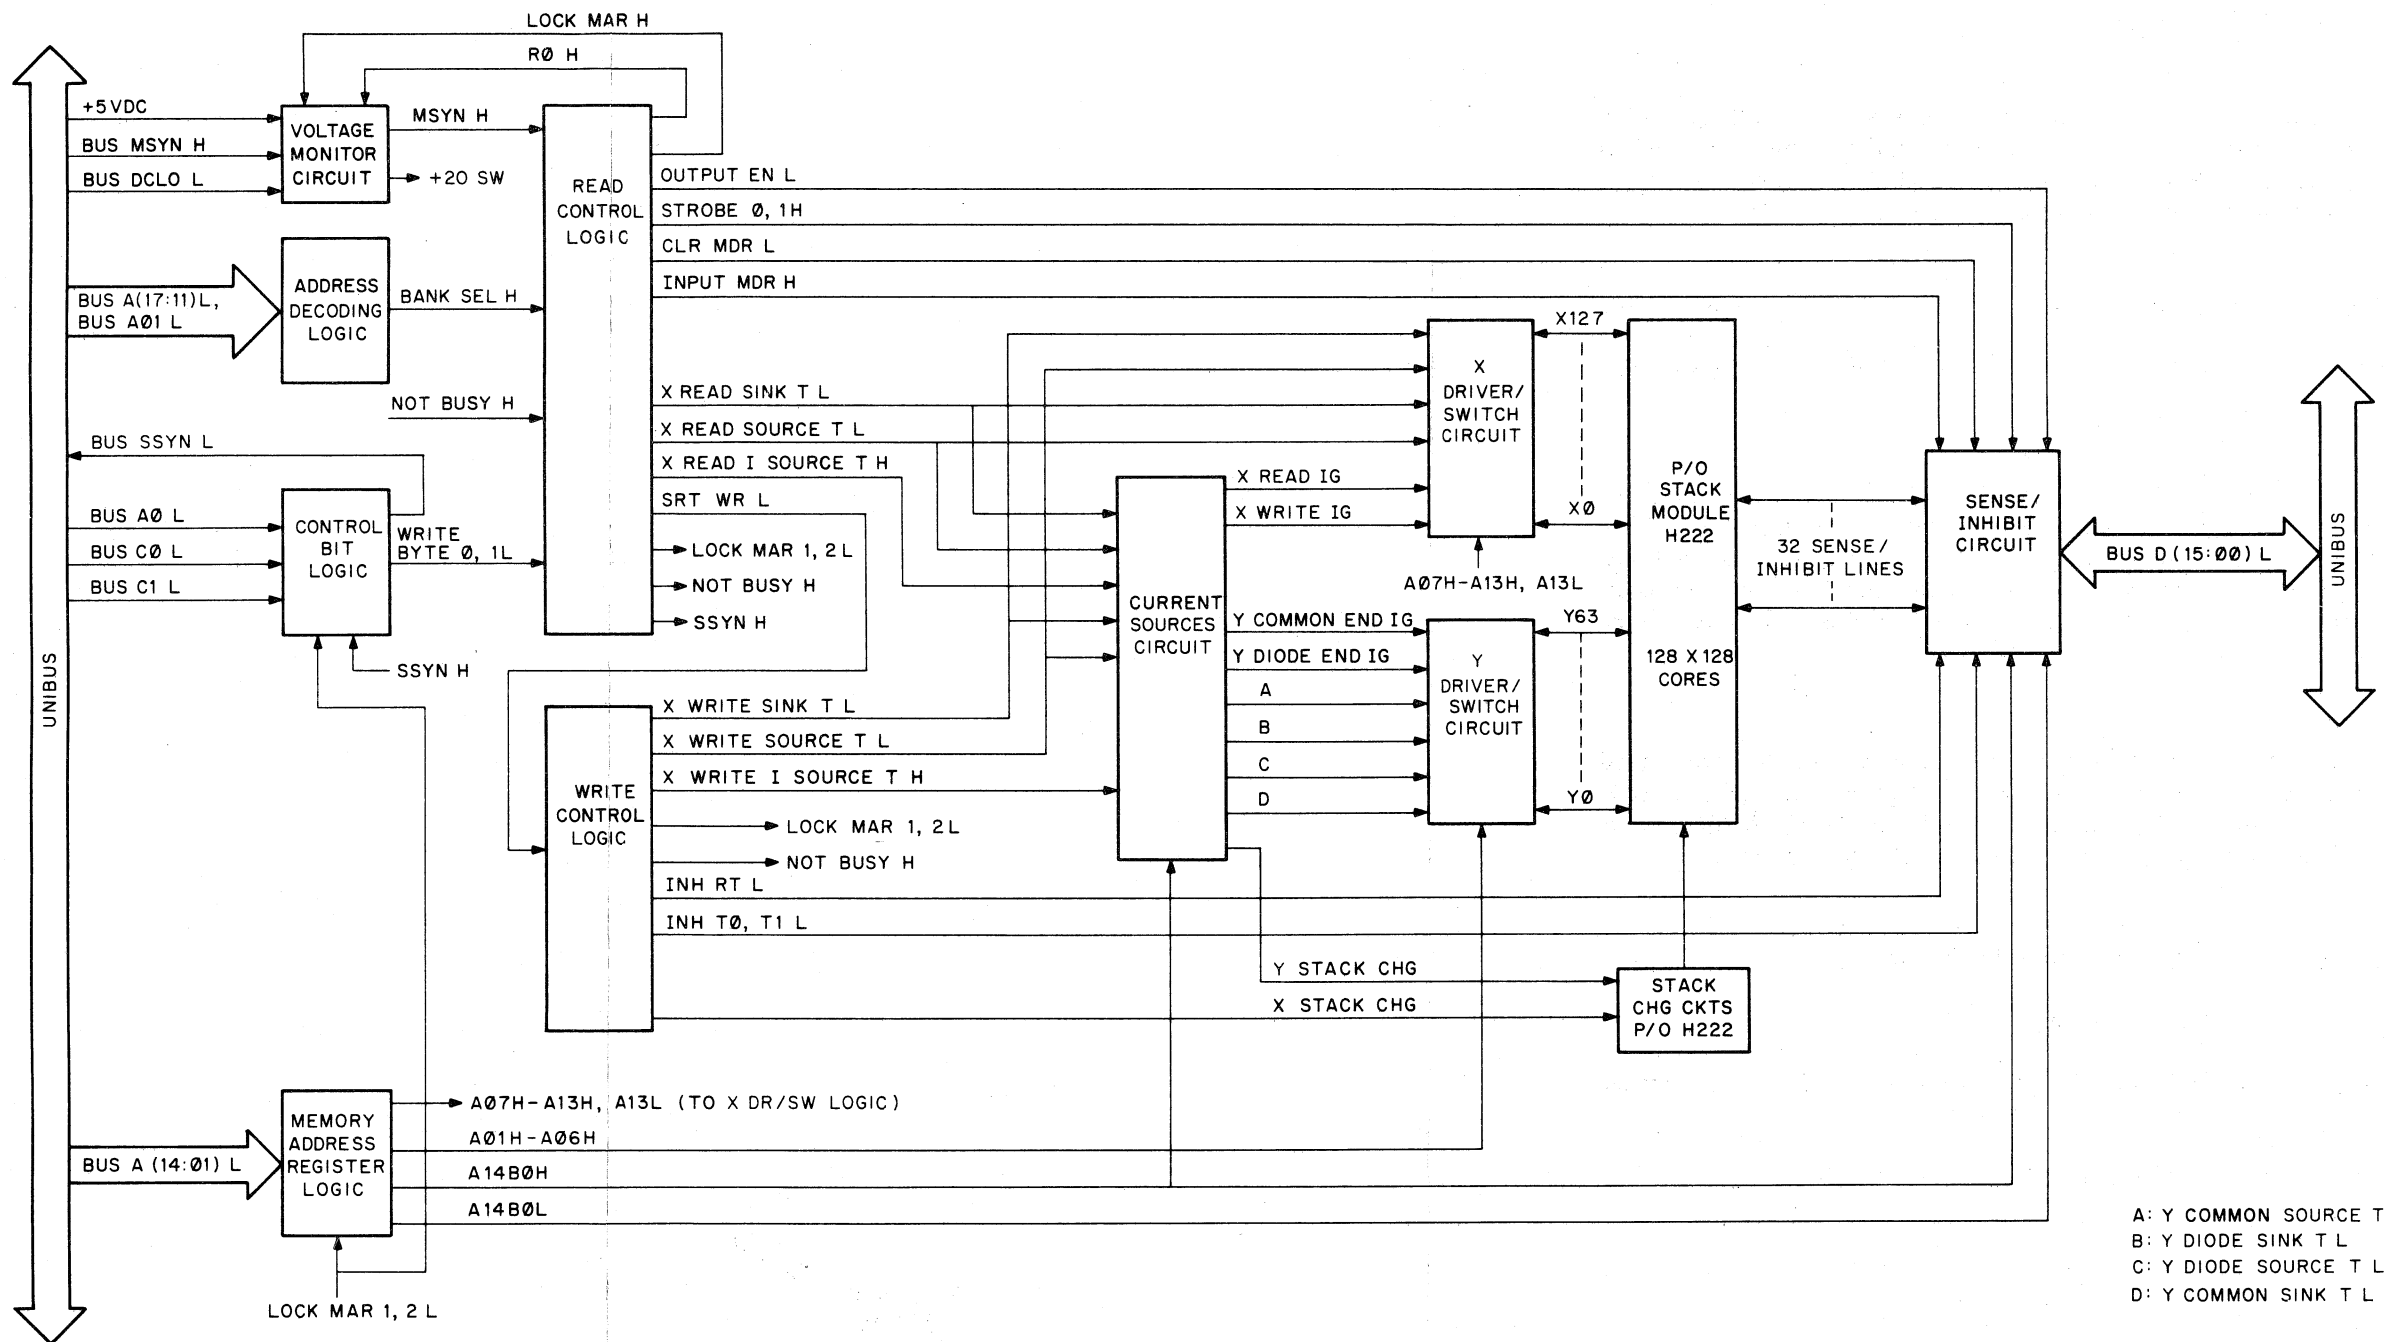 LOCK MAR H
RØ H
+5VDC
BUS MSYN H
BUS DCLO L
VOLTAGE
MONITOR
CIRCUIT
MSYN H
+20 SW
READ
CONTROL
LOGIC
OUTPUT EN L
STROBE Ø, 1H
CLR MDR L
INPUT MDR H
BUS A(17:11)L,
BUS AØ1 L
ADDRESS
DECODING
LOGIC
BANK SEL H
NOT BUSY H
BUS SSYN L
BUS AØ L
BUS CØ L
BUS C1 L
CONTROL
BIT
LOGIC
WRITE
BYTE Ø, 1L
SSYN H
X READ SINK T L
X READ SOURCE T L
X READ I SOURCE T H
SRT WR L
LOCK MAR 1, 2 L
NOT BUSY H
SSYN H
UNIBUS
WRITE
CONTROL
LOGIC
X WRITE SINK T L
X WRITE SOURCE T L
X WRITE I SOURCE T H
LOCK MAR 1, 2 L
NOT BUSY H
INH RT L
INH TØ, T1 L
CURRENT
SOURCES
CIRCUIT
X READ IG
X WRITE IG
Y COMMON END IG
Y DIODE END IG
A
B
C
D
X
DRIVER/
SWITCH
CIRCUIT
X127
XØ
AØ7H-A13H, A13L
Y
DRIVER/
SWITCH
CIRCUIT
Y63
YØ
P/O
STACK
MODULE
H222
128 X 128
CORES
32 SENSE/
INHIBIT LINES
SENSE/
INHIBIT
CIRCUIT
BUS D (15:ØØ) L
UNIBUS
Y STACK CHG
X STACK CHG
STACK
CHG CKTS
P/O H222
BUS A (14:Ø1) L
MEMORY
ADDRESS
REGISTER
LOGIC
AØ7H-A13H, A13L (TO X DR/SW LOGIC)
AØ1H-AØ6H
A14BØH
A14BØL
LOCK MAR 1, 2 L
A: Y COMMON SOURCE T
B: Y DIODE SINK T L
C: Y DIODE SOURCE T L
D: Y COMMON SINK T L